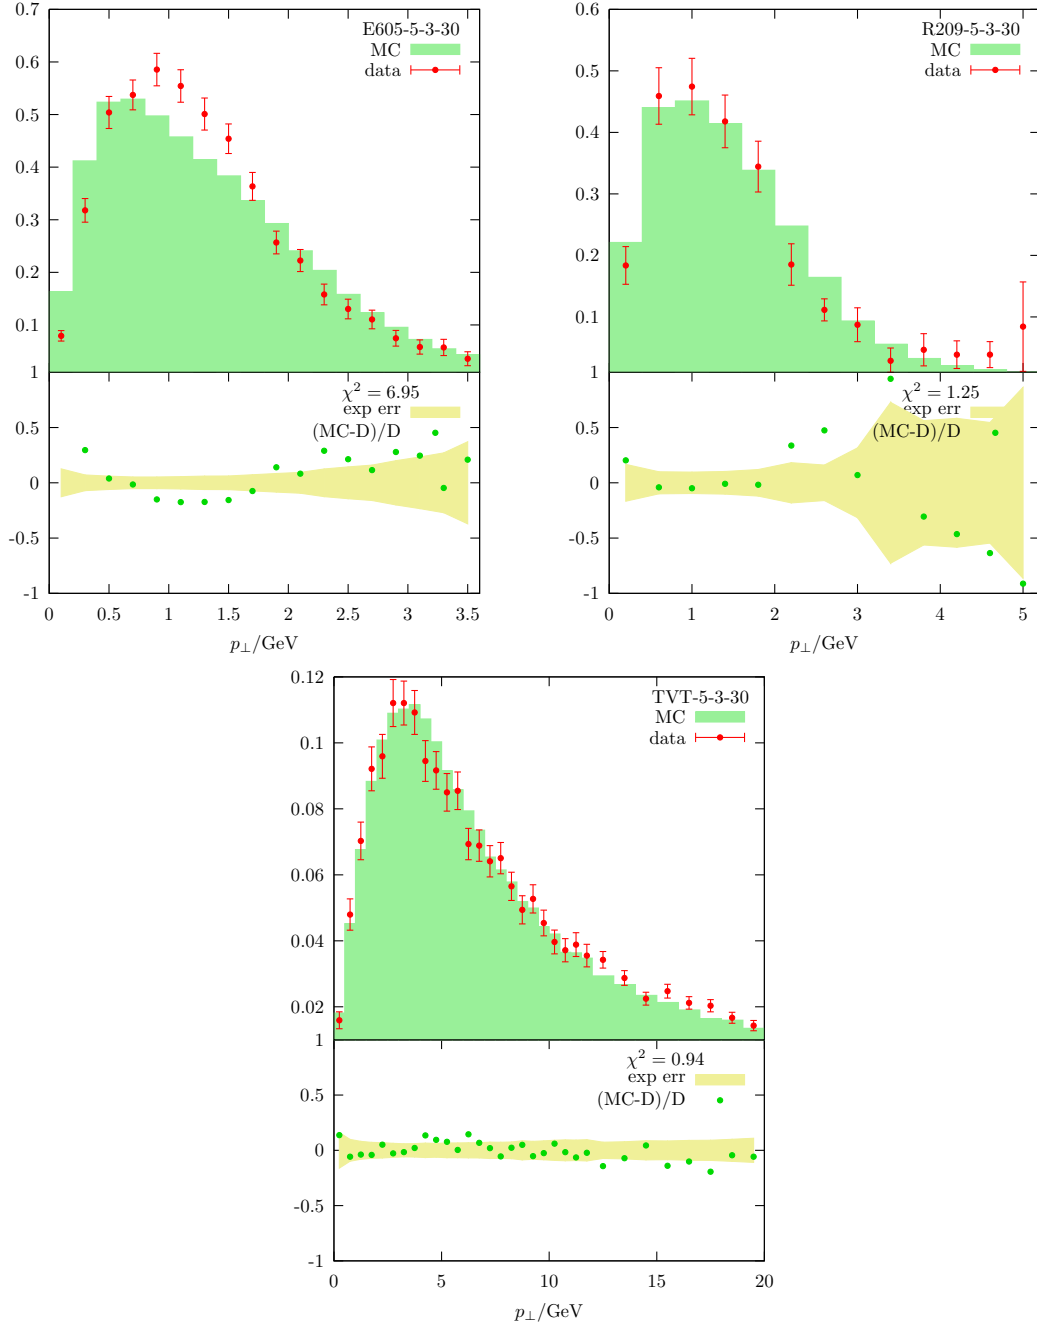 0.7
0.6
0.5
0.4
0.3
0.2
0.1
E605-5-3-30
MC
data
1
0.5
0
-0.5
-1
χ² = 6.95
exp err
(MC-D)/D
0 0.5 1 1.5 2 2.5 3 3.5
p⊥/GeV
0.6
0.5
0.4
0.3
0.2
0.1
R209-5-3-30
MC
data
1
0.5
0
-0.5
-1
χ² = 1.25
exp err
(MC-D)/D
0 1 2 3 4 5
p⊥/GeV
0.12
0.1
0.08
0.06
0.04
0.02
TVT-5-3-30
MC
data
1
0.5
0
-0.5
-1
χ² = 0.94
exp err
(MC-D)/D
0 5 10 15 20
p⊥/GeV